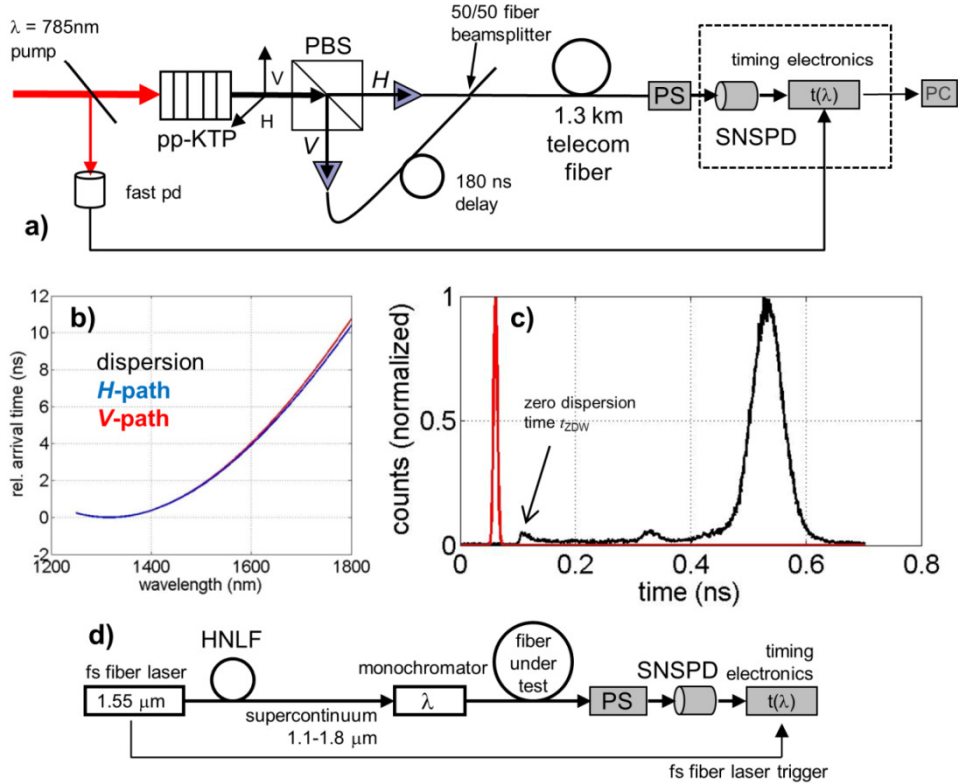 λ = 785nm
pump
50/50 fiber
beamsplitter
PBS
H
V
H
V
pp-KTP
fast pd
180 ns
delay
1.3 km
telecom
fiber
PS
timing electronics
t(λ)
SNSPD
PC
a)
b)
12
10
8
6
4
2
0
-2
rel. arrival time (ns)
dispersion
H-path
V-path
1200
1400
1600
1800
wavelength (nm)
c)
1
0.5
0
counts (normalized)
zero dispersion
time tZDW
0
0.2
0.4
0.6
0.8
time (ns)
d)
HNLF
fs fiber laser
1.55 µm
supercontinuum
1.1-1.8 µm
monochromator
λ
fiber
under
test
PS
SNSPD
timing
electronics
t(λ)
fs fiber laser trigger